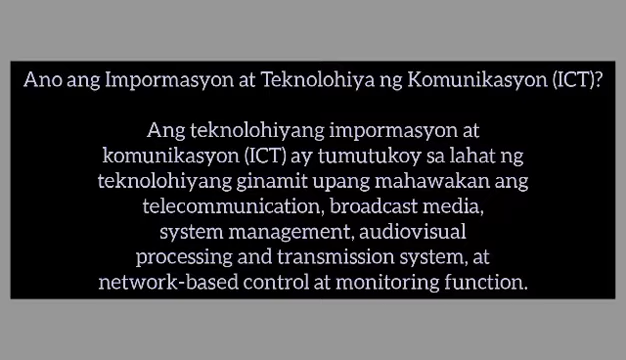 Ano ang Impormasyon at Teknolohiya ng Komunikasyon (ICT)?
Ang teknolohiyang impormasyon at
komunikasyon (ICT) ay tumutukoy sa lahat ng
teknolohiyang ginamit upang mahawakan ang
telecommunication, broadcast media,
system management, audiovisual
processing and transmission system, at
network-based control at monitoring function.